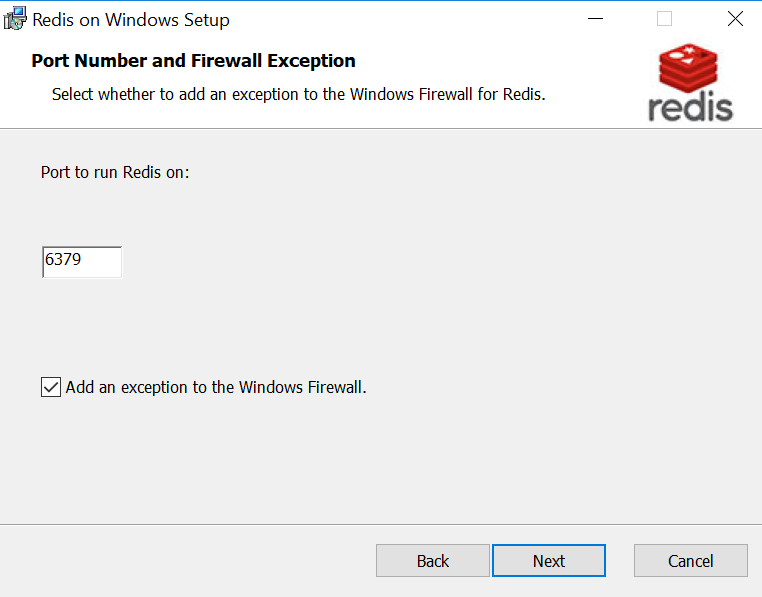 Redis on Windows Setup
Port Number and Firewall Exception
Select whether to add an exception to the Windows Firewall for Redis.
redis
Port to run Redis on:
6379
Add an exception to the Windows Firewall.
Back Next Cancel